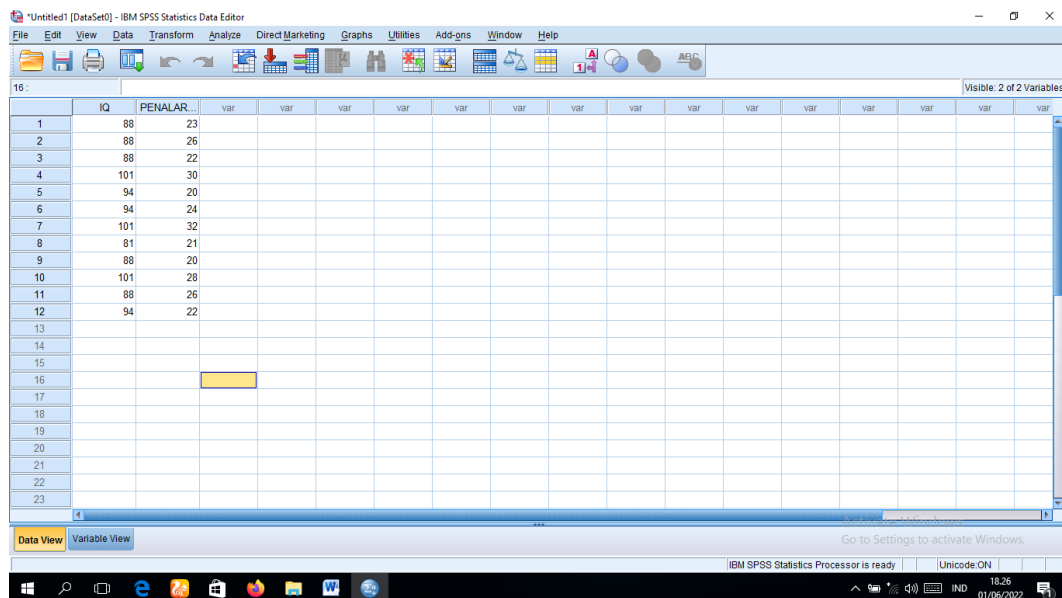 *Untitled1 [DataSet0] - IBM SPSS Statistics Data Editor
File Edit View Data Transform Analyze Direct Marketing Graphs Utilities Add-ons Window Help
16 :
Visible: 2 of 2 Variables
IQ PENALAR... var var var var var var var var var var var var var var var
1 88 23
2 88 26
3 88 22
4 101 30
5 94 20
6 94 24
7 101 32
8 81 21
9 88 20
10 101 28
11 88 26
12 94 22
13
14
15
16
17
18
19
20
21
22
23
Data View Variable View
Go to Settings to activate Windows.
IBM SPSS Statistics Processor is ready Unicode:ON
IND 18.26
01/06/2022